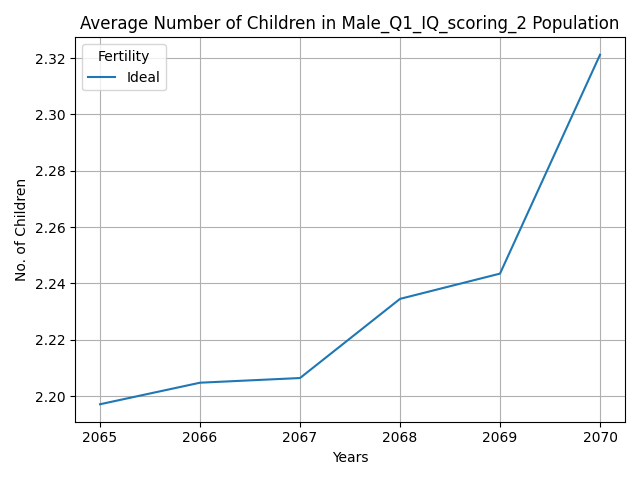 Average Number of Children in Male_Q1_IQ_scoring_2 Population
Fertility
Ideal
2.32
2.30
2.28
2.26
2.24
2.22
2.20
No. of Children
2065 2066 2067 2068 2069 2070
Years